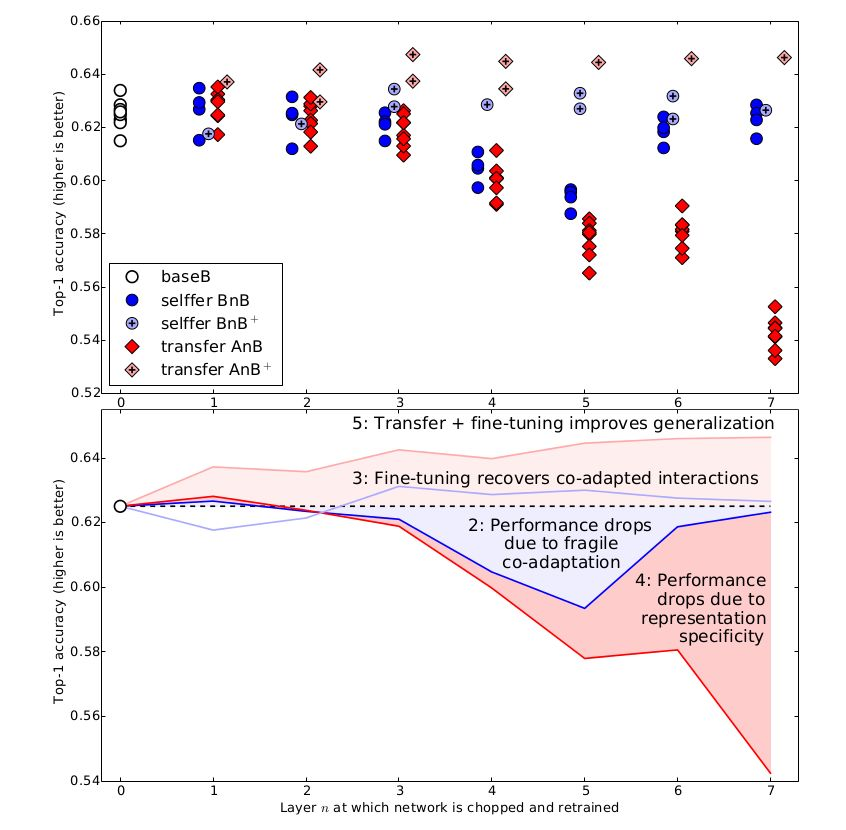 0.66
0.64
0.62
0.60
0.58
0.56
0.54
0.52
Top-1 accuracy (higher is better)
baseB
selffer BnB
selffer BnB⁺
transfer AnB
transfer AnB⁺
0 1 2 3 4 5 6 7
5: Transfer + fine-tuning improves generalization
3: Fine-tuning recovers co-adapted interactions
2: Performance drops
due to fragile
co-adaptation
4: Performance
drops due to
representation
specificity
0.64
0.62
0.60
0.58
0.56
0.54
Top-1 accuracy (higher is better)
0 1 2 3 4 5 6 7
Layer n at which network is chopped and retrained